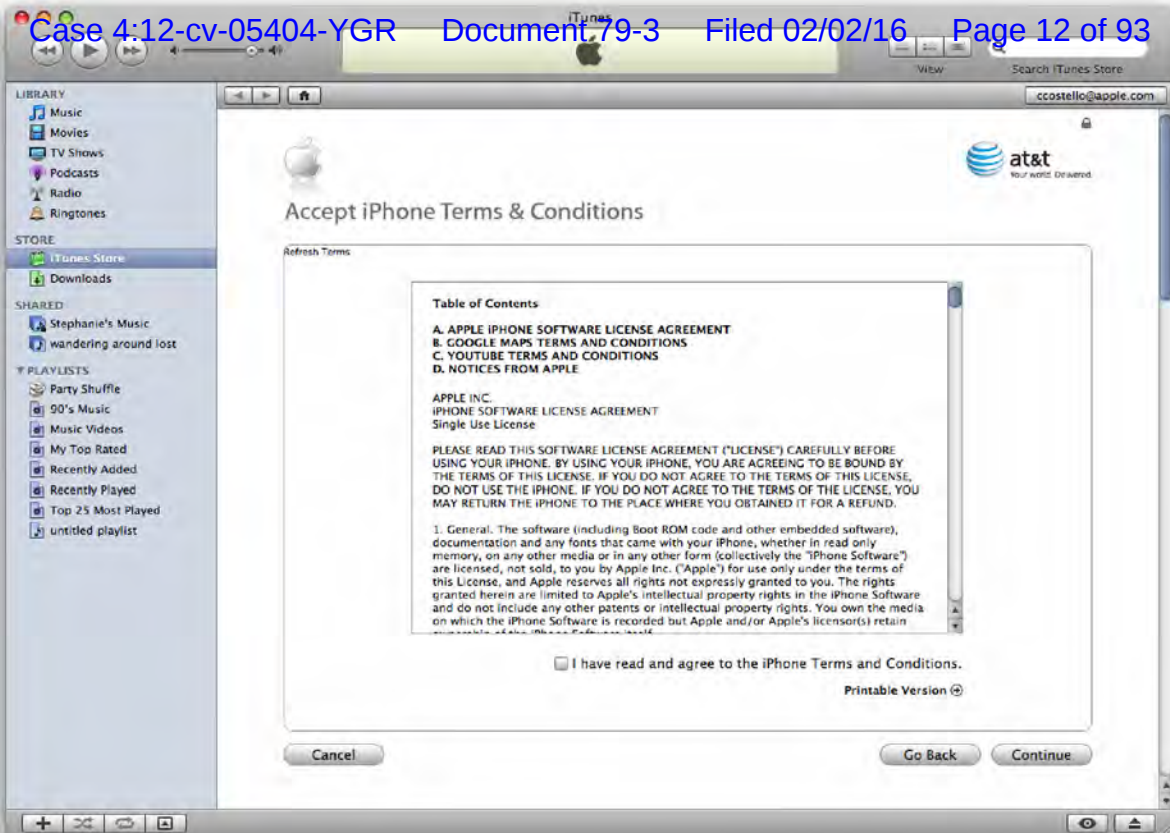 Case 4:12-cv-05404-YGR Document 79-3 Filed 02/02/16 Page 12 of 93
iTunes
View
Search iTunes Store
LIBRARY
Music
Movies
TV Shows
Podcasts
Radio
Ringtones
STORE
iTunes Store
Downloads
SHARED
Stephanie's Music
wandering around lost
PLAYLISTS
Party Shuffle
90's Music
Music Videos
My Top Rated
Recently Added
Recently Played
Top 25 Most Played
untitled playlist
ccostello@apple.com
at&t
Your world. Delivered.
Accept iPhone Terms & Conditions
Refresh Terms
Table of Contents
A. APPLE IPHONE SOFTWARE LICENSE AGREEMENT
B. GOOGLE MAPS TERMS AND CONDITIONS
C. YOUTUBE TERMS AND CONDITIONS
D. NOTICES FROM APPLE
APPLE INC.
iPHONE SOFTWARE LICENSE AGREEMENT
Single Use License
PLEASE READ THIS SOFTWARE LICENSE AGREEMENT ("LICENSE") CAREFULLY BEFORE
USING YOUR IPHONE. BY USING YOUR IPHONE, YOU ARE AGREEING TO BE BOUND BY
THE TERMS OF THIS LICENSE. IF YOU DO NOT AGREE TO THE TERMS OF THIS LICENSE,
DO NOT USE THE IPHONE. IF YOU DO NOT AGREE TO THE TERMS OF THE LICENSE, YOU
MAY RETURN THE iPHONE TO THE PLACE WHERE YOU OBTAINED IT FOR A REFUND.
1. General. The software (including Boot ROM code and other embedded software),
documentation and any fonts that came with your iPhone, whether in read only
memory, on any other media or in any other form (collectively the "iPhone Software")
are licensed, not sold, to you by Apple Inc. ("Apple") for use only under the terms of
this License, and Apple reserves all rights not expressly granted to you. The rights
granted herein are limited to Apple's intellectual property rights in the iPhone Software
and do not include any other patents or intellectual property rights. You own the media
on which the iPhone Software is recorded but Apple and/or Apple's licensor(s) retain
ownership of the iPhone Software itself.
I have read and agree to the iPhone Terms and Conditions.
Printable Version
Cancel
Go Back
Continue